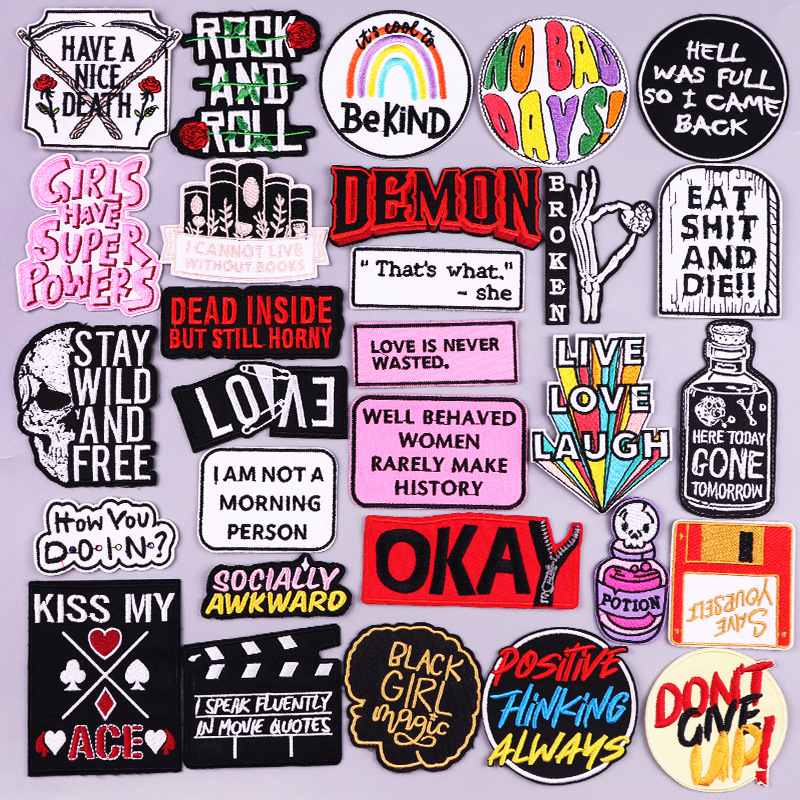 HAVE A
NICE
DEATH
ROCK
AND
ROLL
it's cool to
Be KiND
NO BAD
DAYS!
HELL
WAS FULL
SO I CAME
BACK
GIRLS
HAVE
SUPER
POWERS
I CANNOT LIVE
WITHOUT BOOKS
DEMON
"That's what."
~ she
BROKEN
EAT
SHIT
AND
DIE!!
DEAD INSIDE
BUT STILL HORNY
LOVE IS NEVER
WASTED.
STAY
WILD
AND
FREE
LOVE
WELL BEHAVED
WOMEN
RARELY MAKE
HISTORY
LIVE
LOVE
LAUGH
HERE TODAY
GONE
TOMORROW
I AM NOT A
MORNING
PERSON
HOW YOU
D·O·I·N?
OKAY
SOCIALLY
AWKWARD
POTION
SAVE
YOURSELF
KISS MY
ACE
I SPEAK FLUENTLY
IN MOVIE QUOTES
BLACK
GIRL
magic
POSITIVE
THINKING
ALWAYS
DON'T
GIVE
UP!